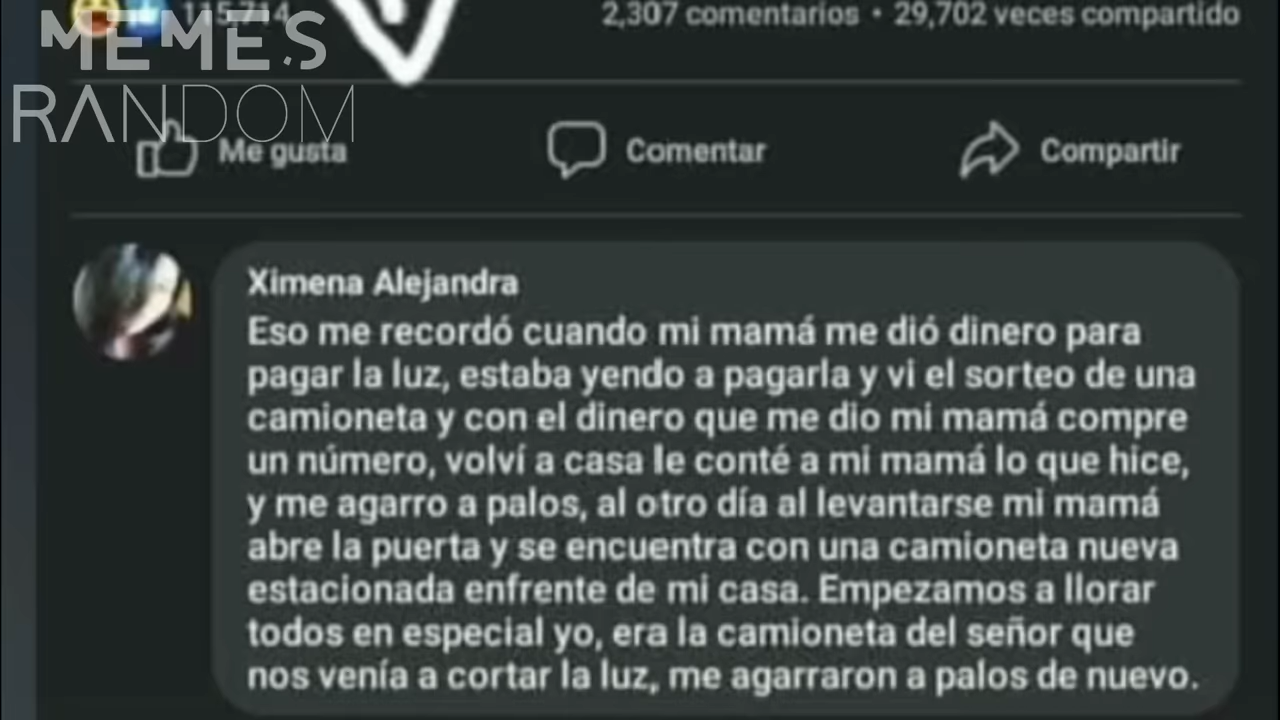 MEMES
RANDOM
115,714
2,307 comentarios • 29,702 veces compartido
Me gusta
Comentar
Compartir
Ximena Alejandra
Eso me recordó cuando mi mamá me dió dinero para
pagar la luz, estaba yendo a pagarla y vi el sorteo de una
camioneta y con el dinero que me dio mi mamá compre
un número, volví a casa le conté a mi mamá lo que hice,
y me agarro a palos, al otro día al levantarse mi mamá
abre la puerta y se encuentra con una camioneta nueva
estacionada enfrente de mi casa. Empezamos a llorar
todos en especial yo, era la camioneta del señor que
nos venía a cortar la luz, me agarraron a palos de nuevo.